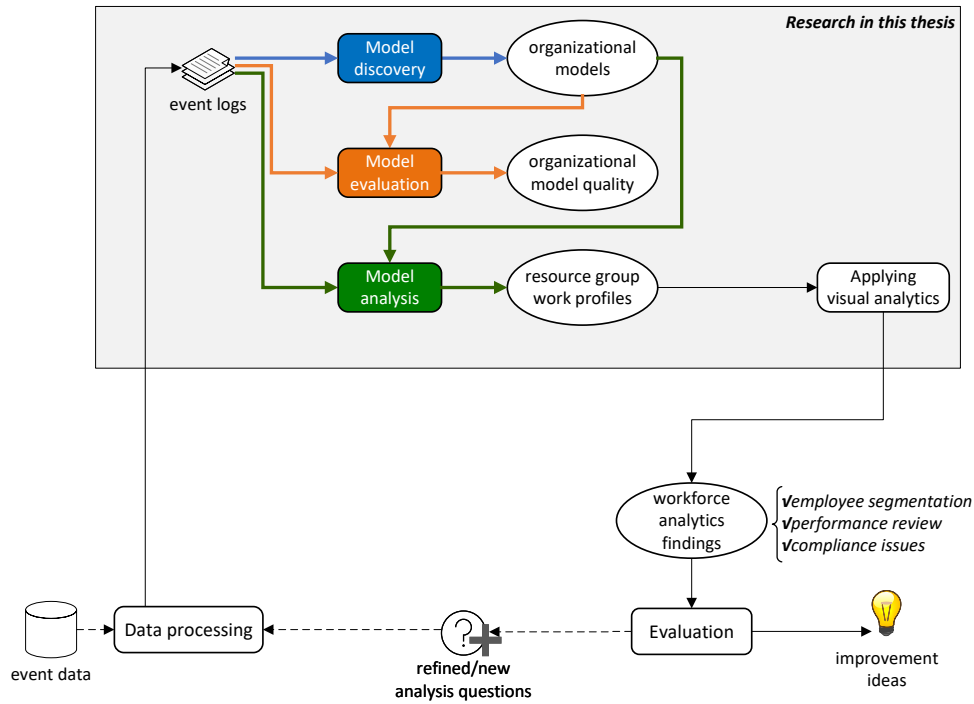 Research in this thesis
Model
discovery
organizational
models
event logs
Model
evaluation
organizational
model quality
Model
analysis
resource group
work profiles
Applying
visual analytics
workforce
analytics
findings
√employee segmentation
√performance review
√compliance issues
Data processing
?
Evaluation
event data
refined/new
analysis questions
improvement
ideas